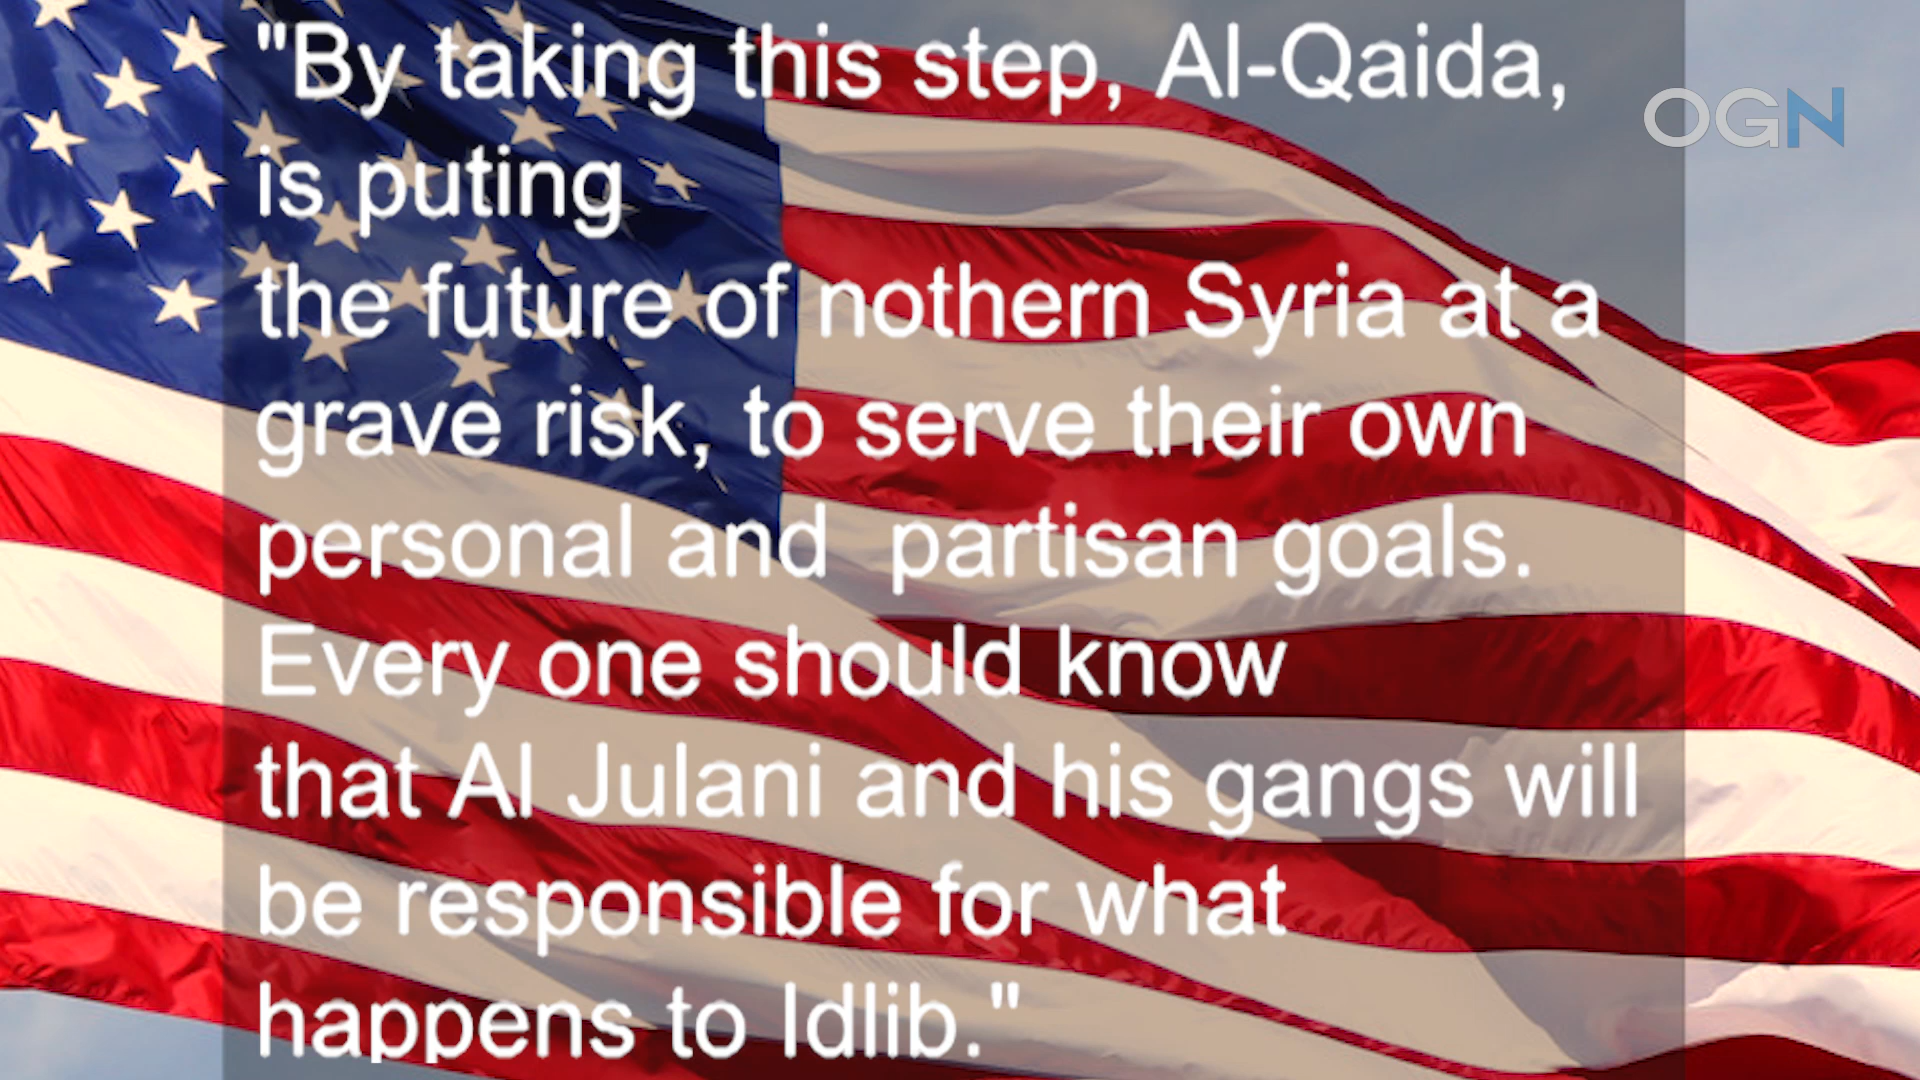 "By taking this step, Al-Qaida,
OGN
is puting
the future of nothern Syria at a
grave risk, to serve their own
personal and  partisan goals.
Every one should know
that Al Julani and his gangs will
be responsible for what
happens to Idlib."